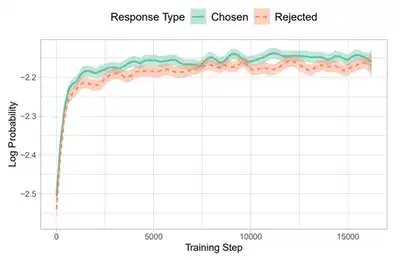 Response Type Chosen Rejected
Log Probability
−2.2
−2.3
−2.4
−2.5
0 5000 10000 15000
Training Step